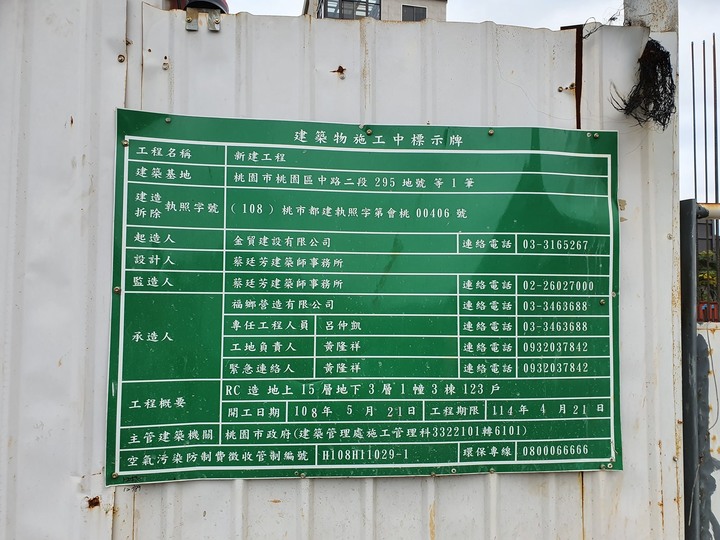 建築物施工中標示牌
工程名稱 新建工程
建築基地 桃園市桃園區中路二段 295 地號 等 1 筆
建造
拆除 執照字號 ( 108 ) 桃市都建執照字第會桃 00406 號
起造人 金貿建設有限公司 連絡電話 03-3165267
設計人 蔡廷芳建築師事務所
監造人 蔡廷芳建築師事務所 連絡電話 02-26027000
承造人 福鄉營造有限公司 連絡電話 03-3463688
專任工程人員 呂仲凱 連絡電話 03-3463688
工地負責人 黃隆祥 連絡電話 0932037842
緊急連絡人 黃隆祥 連絡電話 0932037842
工程概要 RC 造 地上 15 層地下 3 層 1 幢 3 棟 123 戶
開工日期 108 年 5 月 21 日 工程期限 114 年 4 月 21 日
主管建築機關 桃園市政府(建築管理處施工管理科3322101轉6101)
空氣污染防制費徵收管制編號 H108H11029-1 環保專線 0800066666